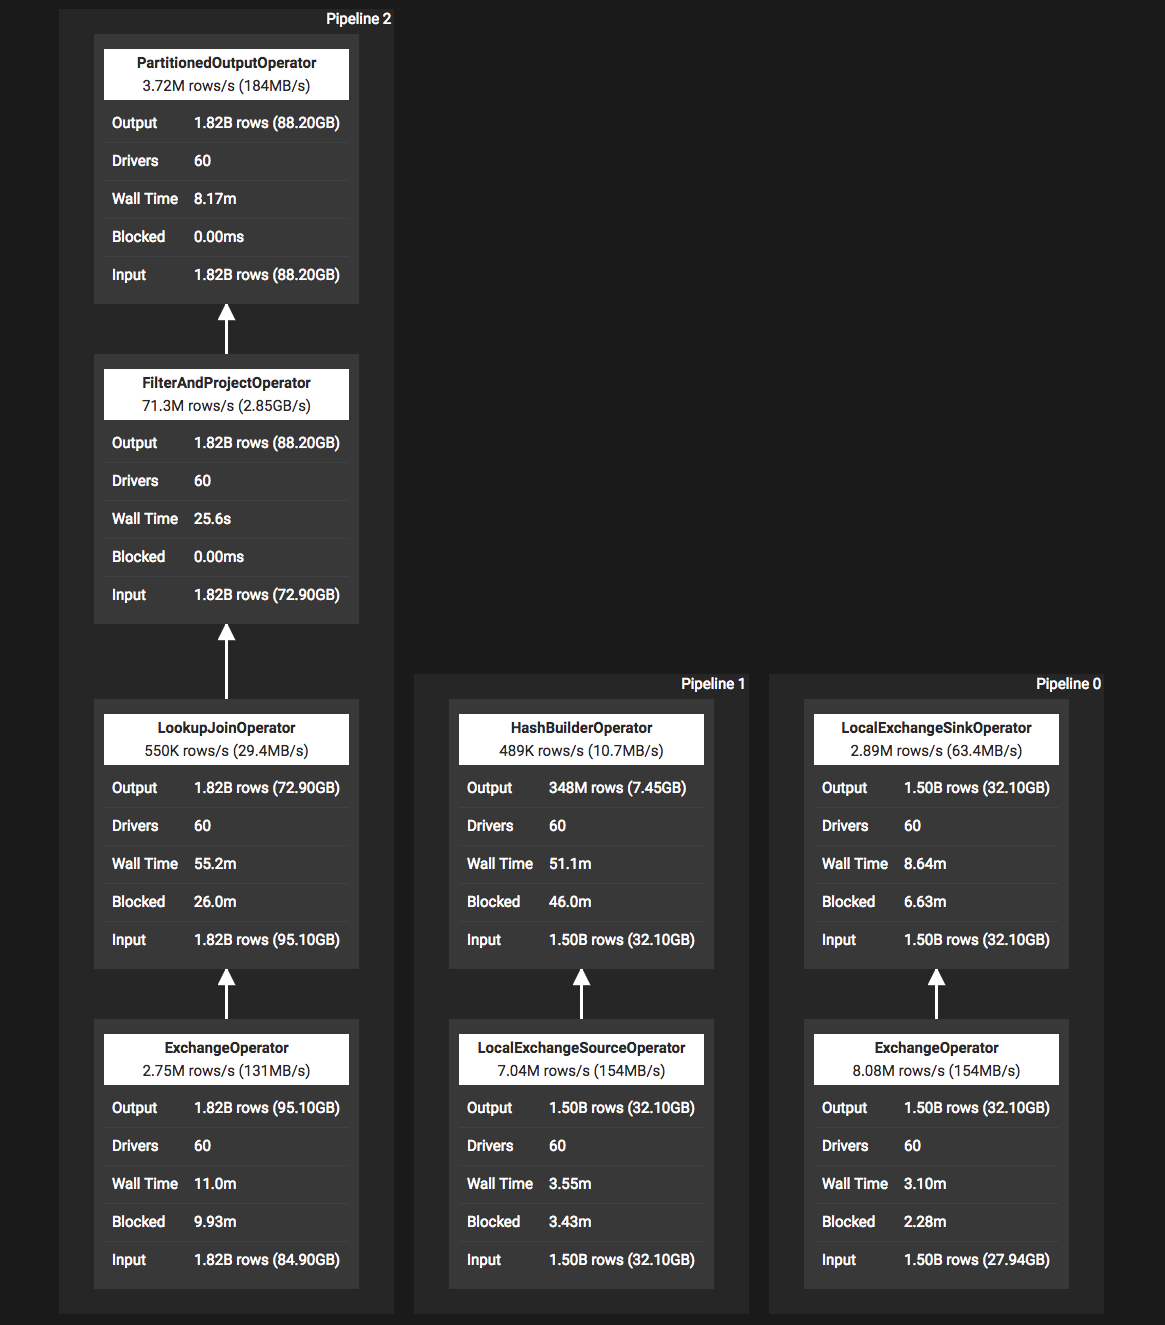 Pipeline 2
PartitionedOutputOperator
3.72M rows/s (184MB/s)
Output 1.82B rows (88.20GB)
Drivers 60
Wall Time 8.17m
Blocked 0.00ms
Input 1.82B rows (88.20GB)
FilterAndProjectOperator
71.3M rows/s (2.85GB/s)
Output 1.82B rows (88.20GB)
Drivers 60
Wall Time 25.6s
Blocked 0.00ms
Input 1.82B rows (72.90GB)
LookupJoinOperator
550K rows/s (29.4MB/s)
Output 1.82B rows (72.90GB)
Drivers 60
Wall Time 55.2m
Blocked 26.0m
Input 1.82B rows (95.10GB)
ExchangeOperator
2.75M rows/s (131MB/s)
Output 1.82B rows (95.10GB)
Drivers 60
Wall Time 11.0m
Blocked 9.93m
Input 1.82B rows (84.90GB)
Pipeline 1
HashBuilderOperator
489K rows/s (10.7MB/s)
Output 348M rows (7.45GB)
Drivers 60
Wall Time 51.1m
Blocked 46.0m
Input 1.50B rows (32.10GB)
LocalExchangeSourceOperator
7.04M rows/s (154MB/s)
Output 1.50B rows (32.10GB)
Drivers 60
Wall Time 3.55m
Blocked 3.43m
Input 1.50B rows (32.10GB)
Pipeline 0
LocalExchangeSinkOperator
2.89M rows/s (63.4MB/s)
Output 1.50B rows (32.10GB)
Drivers 60
Wall Time 8.64m
Blocked 6.63m
Input 1.50B rows (32.10GB)
ExchangeOperator
8.08M rows/s (154MB/s)
Output 1.50B rows (32.10GB)
Drivers 60
Wall Time 3.10m
Blocked 2.28m
Input 1.50B rows (27.94GB)